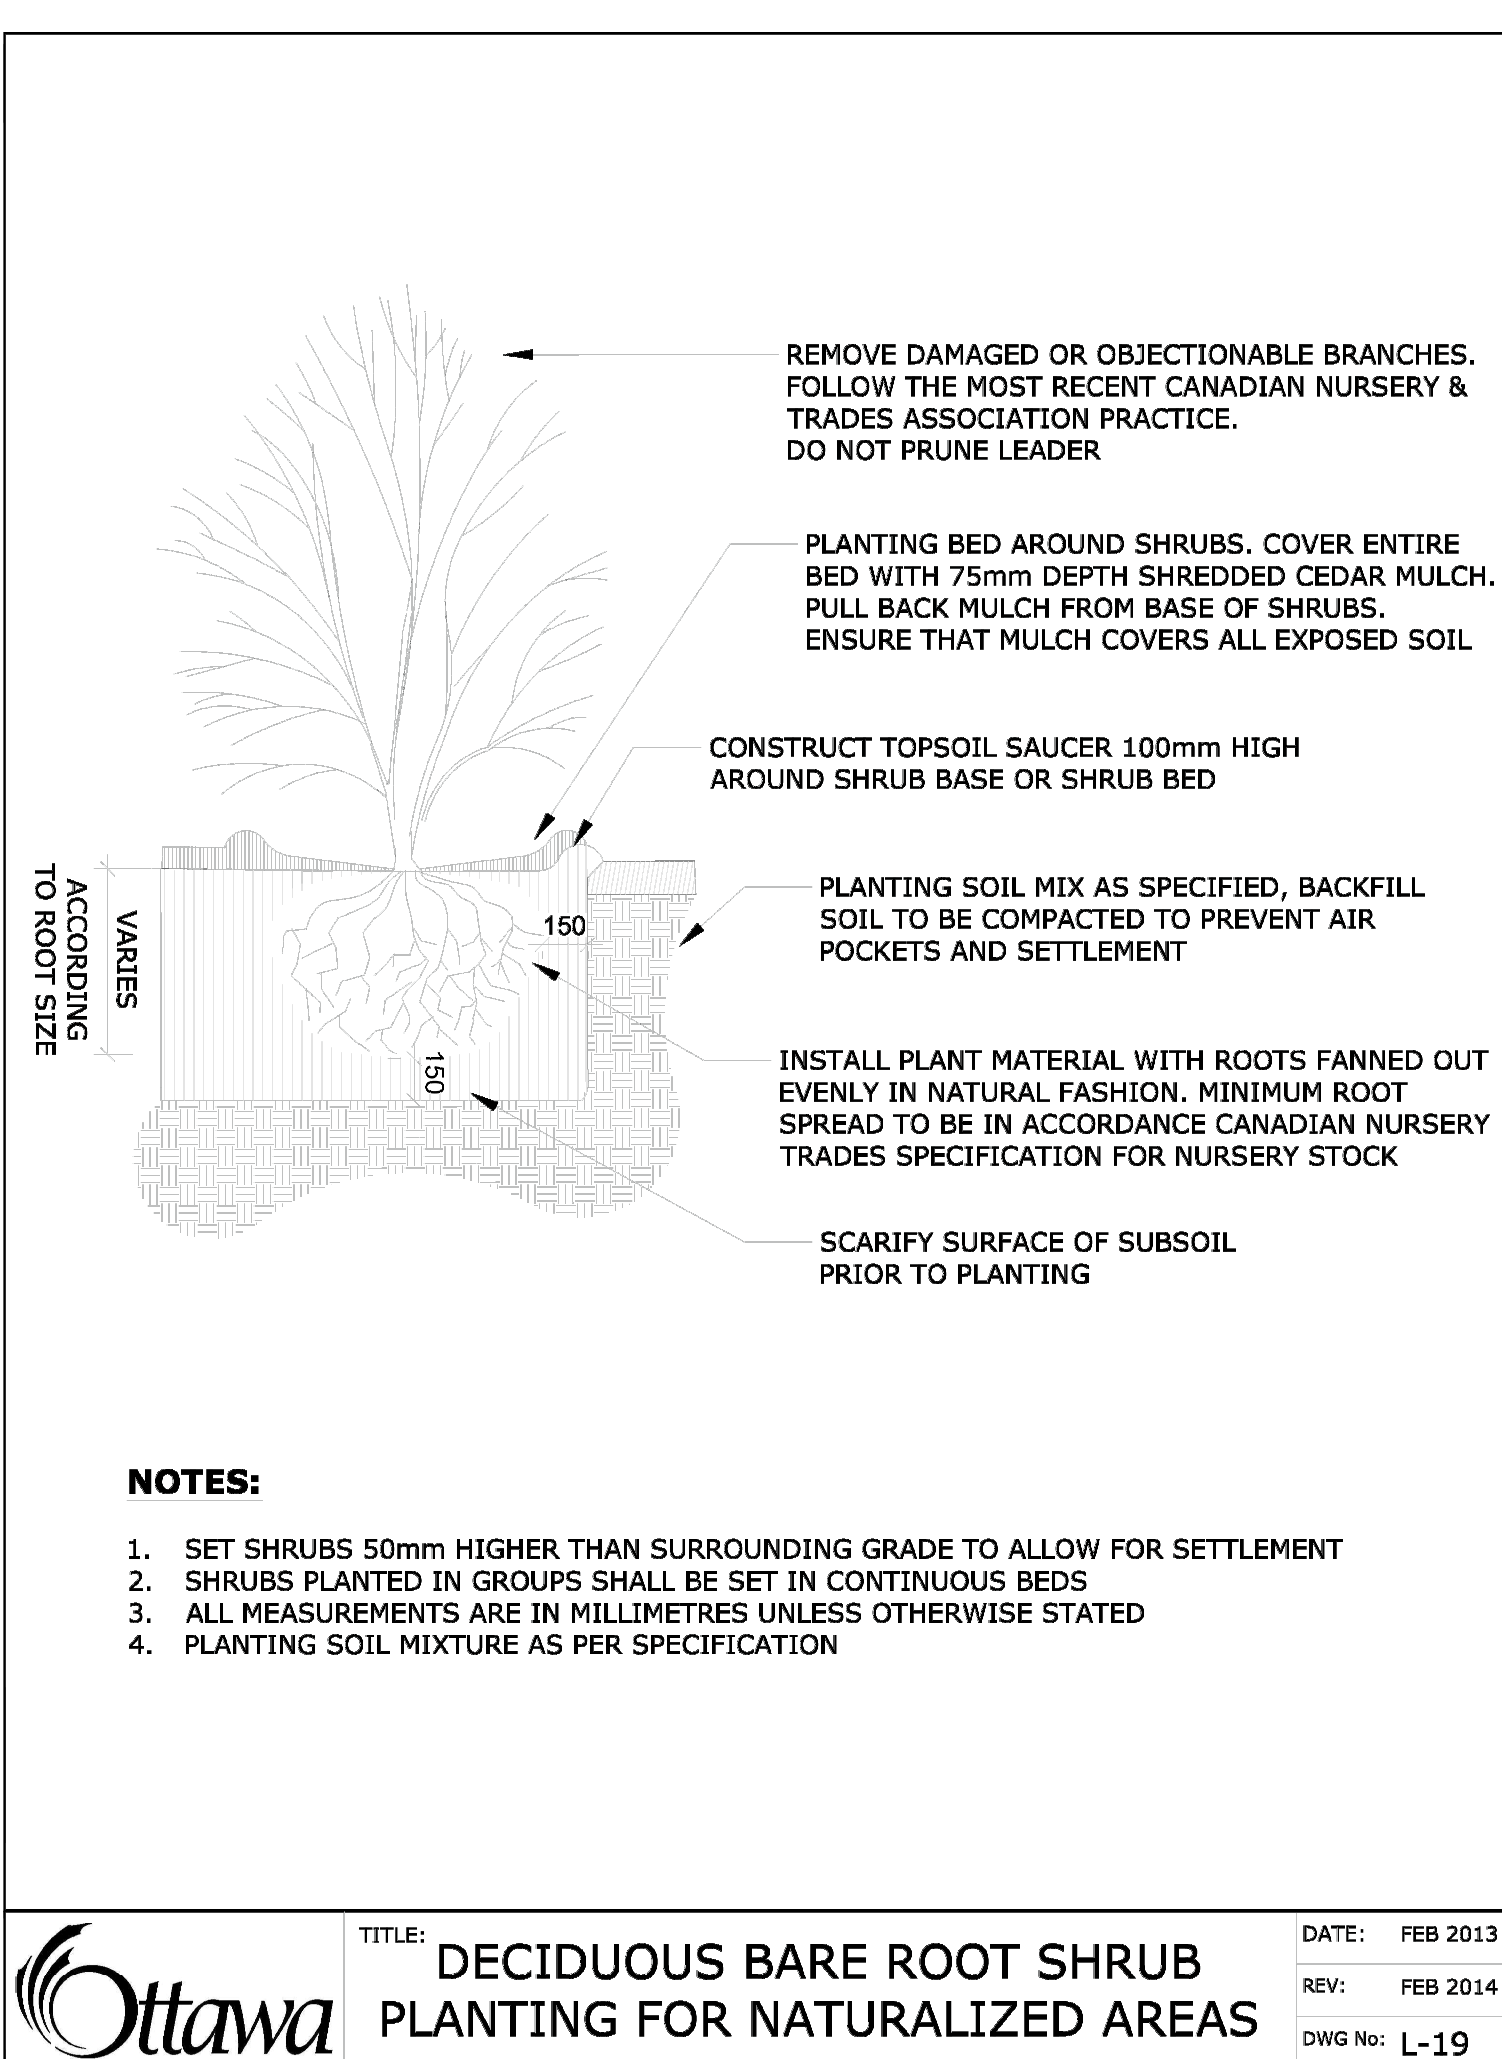 REMOVE DAMAGED OR OBJECTIONABLE BRANCHES.
FOLLOW THE MOST RECENT CANADIAN NURSERY &
TRADES ASSOCIATION PRACTICE.
DO NOT PRUNE LEADER
PLANTING BED AROUND SHRUBS. COVER ENTIRE
BED WITH 75mm DEPTH SHREDDED CEDAR MULCH.
PULL BACK MULCH FROM BASE OF SHRUBS.
ENSURE THAT MULCH COVERS ALL EXPOSED SOIL
CONSTRUCT TOPSOIL SAUCER 100mm HIGH
AROUND SHRUB BASE OR SHRUB BED
VARIES
ACCORDING
TO ROOT SIZE
150
150
PLANTING SOIL MIX AS SPECIFIED, BACKFILL
SOIL TO BE COMPACTED TO PREVENT AIR
POCKETS AND SETTLEMENT
INSTALL PLANT MATERIAL WITH ROOTS FANNED OUT
EVENLY IN NATURAL FASHION. MINIMUM ROOT
SPREAD TO BE IN ACCORDANCE CANADIAN NURSERY
TRADES SPECIFICATION FOR NURSERY STOCK
SCARIFY SURFACE OF SUBSOIL
PRIOR TO PLANTING
NOTES:
1. SET SHRUBS 50mm HIGHER THAN SURROUNDING GRADE TO ALLOW FOR SETTLEMENT
2. SHRUBS PLANTED IN GROUPS SHALL BE SET IN CONTINUOUS BEDS
3. ALL MEASUREMENTS ARE IN MILLIMETRES UNLESS OTHERWISE STATED
4. PLANTING SOIL MIXTURE AS PER SPECIFICATION
Ottawa
TITLE:
DECIDUOUS BARE ROOT SHRUB
PLANTING FOR NATURALIZED AREAS
DATE: FEB 2013
REV: FEB 2014
DWG No: L-19